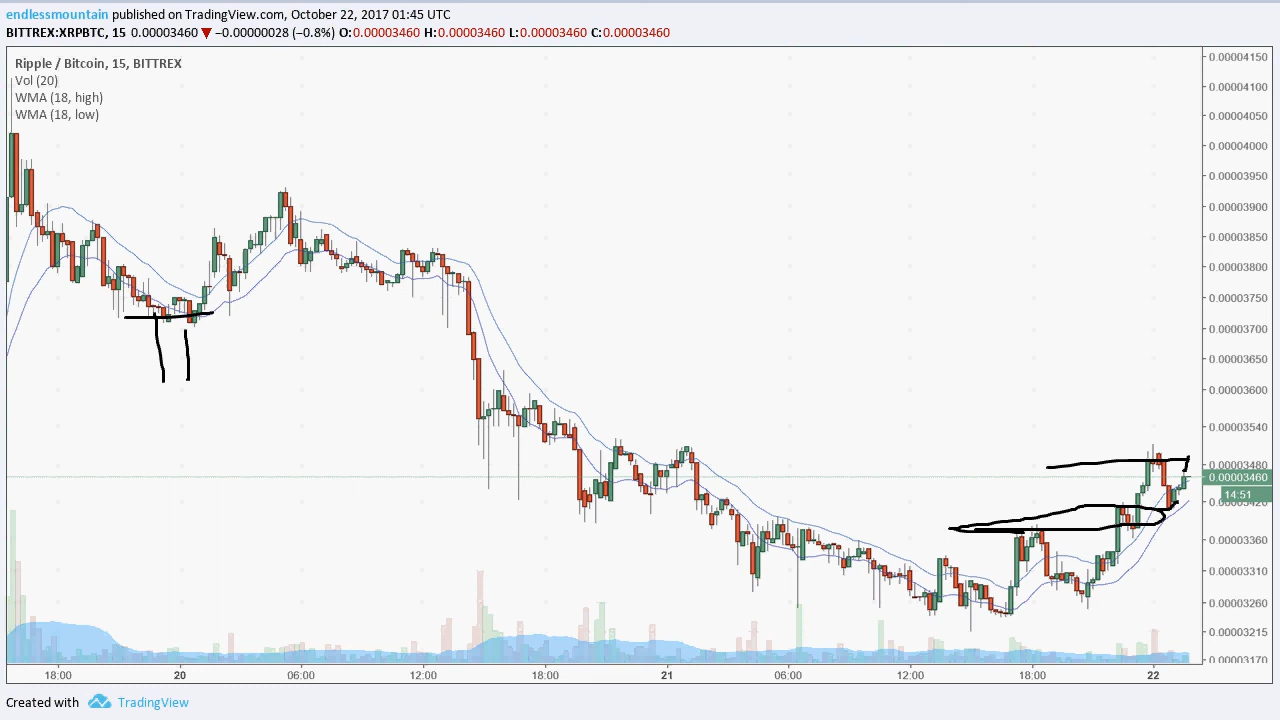 endlessmountain published on TradingView.com, October 22, 2017 01:45 UTC
BITTREX:XRPBTC, 15 0.00003460 ▼ −0.00000028 (−0.8%) O:0.00003460 H:0.00003460 L:0.00003460 C:0.00003460
Ripple / Bitcoin, 15, BITTREX
Vol (20)
WMA (18, high)
WMA (18, low)
0.00004150
0.00004100
0.00004050
0.00004000
0.00003950
0.00003900
0.00003850
0.00003800
0.00003750
0.00003700
0.00003650
0.00003600
0.00003540
0.00003480
0.00003460
14:51
0.00003420
0.00003360
0.00003310
0.00003260
0.00003215
0.00003170
18:00 20 06:00 12:00 18:00 21 06:00 12:00 18:00 22
Created with TradingView